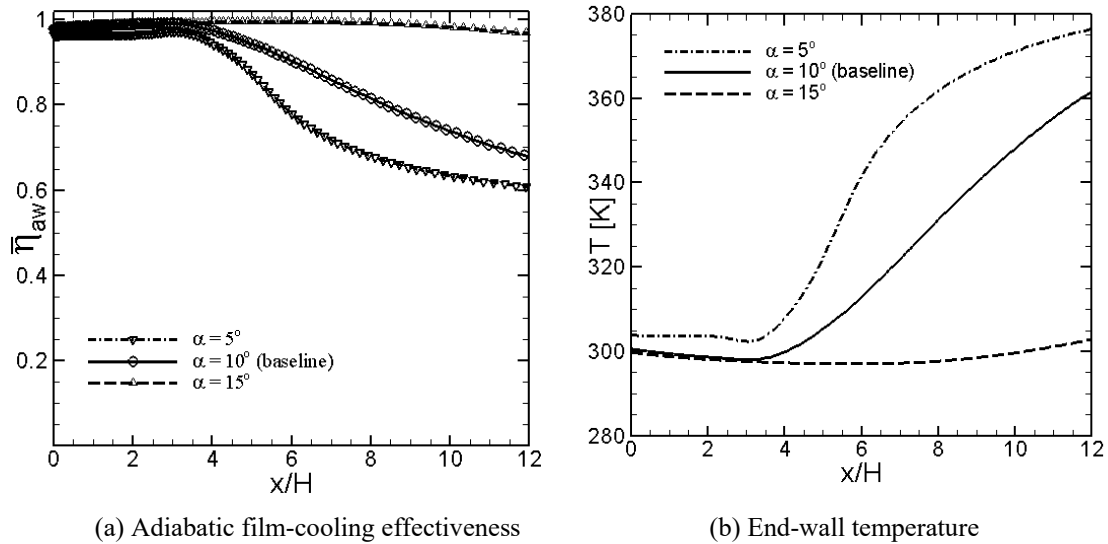 1
0.8
0.6
0.4
0.2
0 2 4 6 8 10 12
x/H
η̄aw
α = 5°
α = 10° (baseline)
α = 15°
(a) Adiabatic film-cooling effectiveness
380
360
340
320
300
280
0 2 4 6 8 10 12
x/H
T [K]
α = 5°
α = 10° (baseline)
α = 15°
(b) End-wall temperature